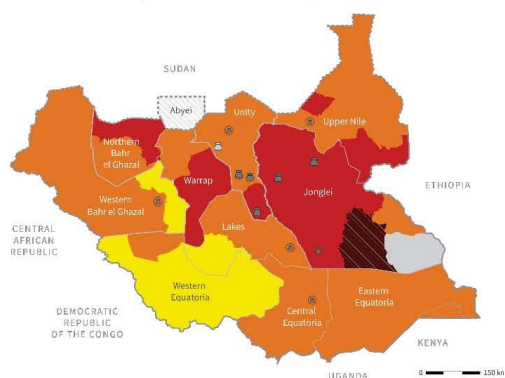 SUDAN
Abyei
Unity
Upper Nile
Northern
Bahr
el Ghazal
Warrap
Jonglei
ETHIOPIA
Western
Bahr el Ghazal
Lakes
CENTRAL
AFRICAN
REPUBLIC
Western
Equatoria
Eastern
Equatoria
Central
Equatoria
DEMOCRATIC
REPUBLIC
OF THE CONGO
KENYA
UGANDA
0 150 km